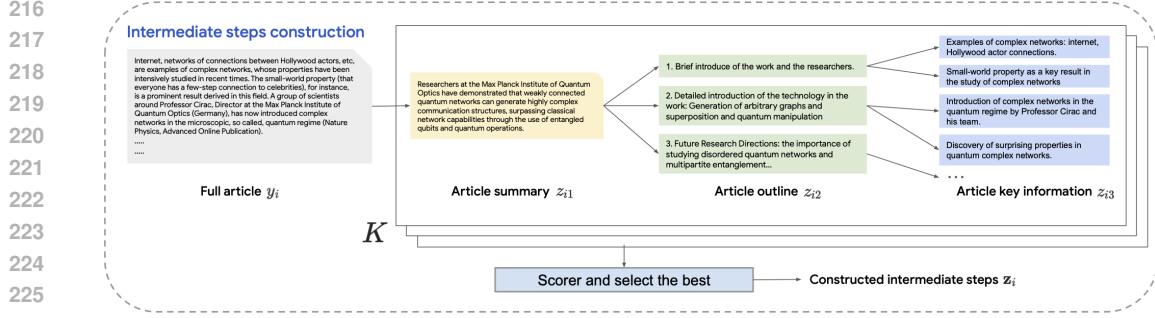 216
217
218
219
220
221
222
223
224
225
Intermediate steps construction
Internet, networks of connections between Hollywood actors, etc,
are examples of complex networks, whose properties have been
intensively studied in recent times. The small-world property (that
everyone has a few-step connection to celebrities), for instance,
is a prominent result derived in this field. A group of scientists
around Professor Cirac, Director at the Max Planck Institute of
Quantum Optics (Germany), has now introduced complex
networks in the microscopic, so called, quantum regime (Nature
Physics, Advanced Online Publication).
.....
.....
Full article yᵢ
Researchers at the Max Planck Institute of Quantum
Optics have demonstrated that weakly connected
quantum networks can generate highly complex
communication structures, surpassing classical
network capabilities through the use of entangled
qubits and quantum operations.
Article summary zᵢ₁
1. Brief introduce of the work and the researchers.
2. Detailed introduction of the technology in the
work: Generation of arbitrary graphs and
superposition and quantum manipulation
3. Future Research Directions: the importance of
studying disordered quantum networks and
multipartite entanglement...
Article outline zᵢ₂
Examples of complex networks: internet,
Hollywood actor connections.
Small-world property as a key result in
the study of complex networks
Introduction of complex networks in the
quantum regime by Professor Cirac and
his team.
Discovery of surprising properties in
quantum complex networks.
...
Article key information zᵢ₃
K
Scorer and select the best
Constructed intermediate steps zᵢ